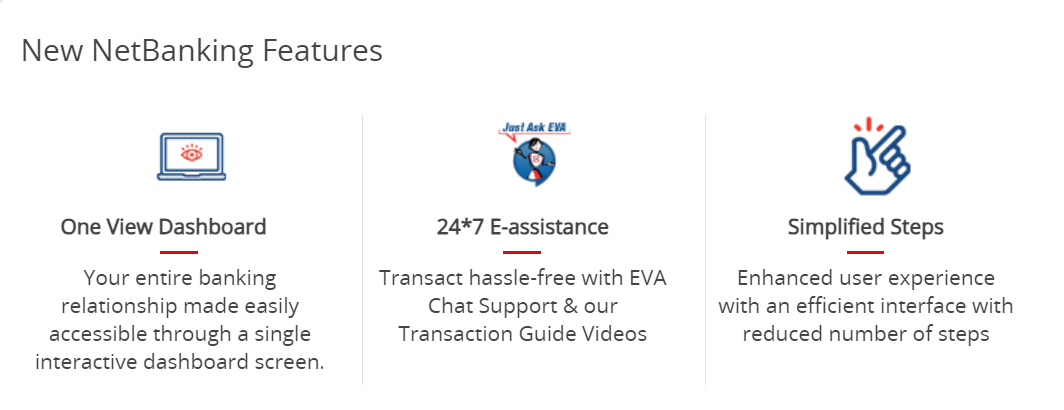 New NetBanking Features
Just Ask EVA
One View Dashboard
Your entire banking
relationship made easily
accessible through a single
interactive dashboard screen.
24*7 E-assistance
Transact hassle-free with EVA
Chat Support & our
Transaction Guide Videos
Simplified Steps
Enhanced user experience
with an efficient interface with
reduced number of steps